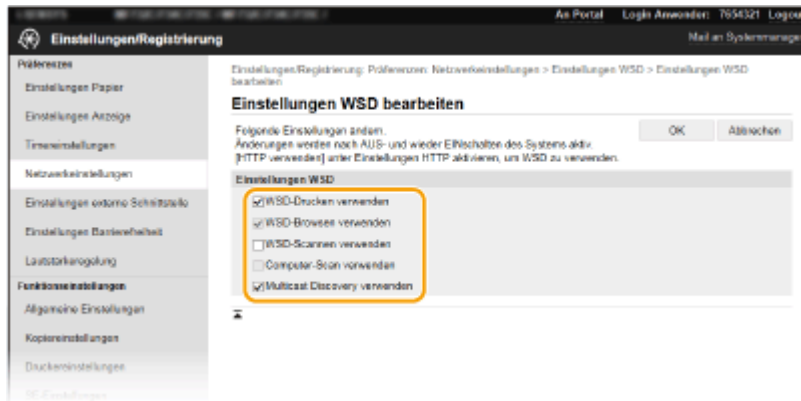 An Portal Login Anwender: 7654321 Logou
Einstellungen/Registrierung
Mail an Systemmanage
Präferenzen
Einstellungen Papier
Einstellungen Anzeige
Timereinstellungen
Netzwerkeinstellungen
Einstellungen externe Schnittstelle
Einstellungen Barrierefreiheit
Lautstärkeregelung
Funktionseinstellungen
Allgemeine Einstellungen
Kopiereinstellungen
Druckereinstellungen
Einstellungen/Registrierung: Präferenzen: Netzwerkeinstellungen > Einstellungen WSD > Einstellungen WSD
bearbeiten
Einstellungen WSD bearbeiten
Folgende Einstellungen ändern.
Änderungen werden nach AUS- und wieder EINschalten des Systems aktiv.
[HTTP verwenden] unter Einstellungen HTTP aktivieren, um WSD zu verwenden.
OK Abbrechen
Einstellungen WSD
WSD-Drucken verwenden
WSD-Browsen verwenden
WSD-Scannen verwenden
Computer-Scan verwenden
Multicast Discovery verwenden